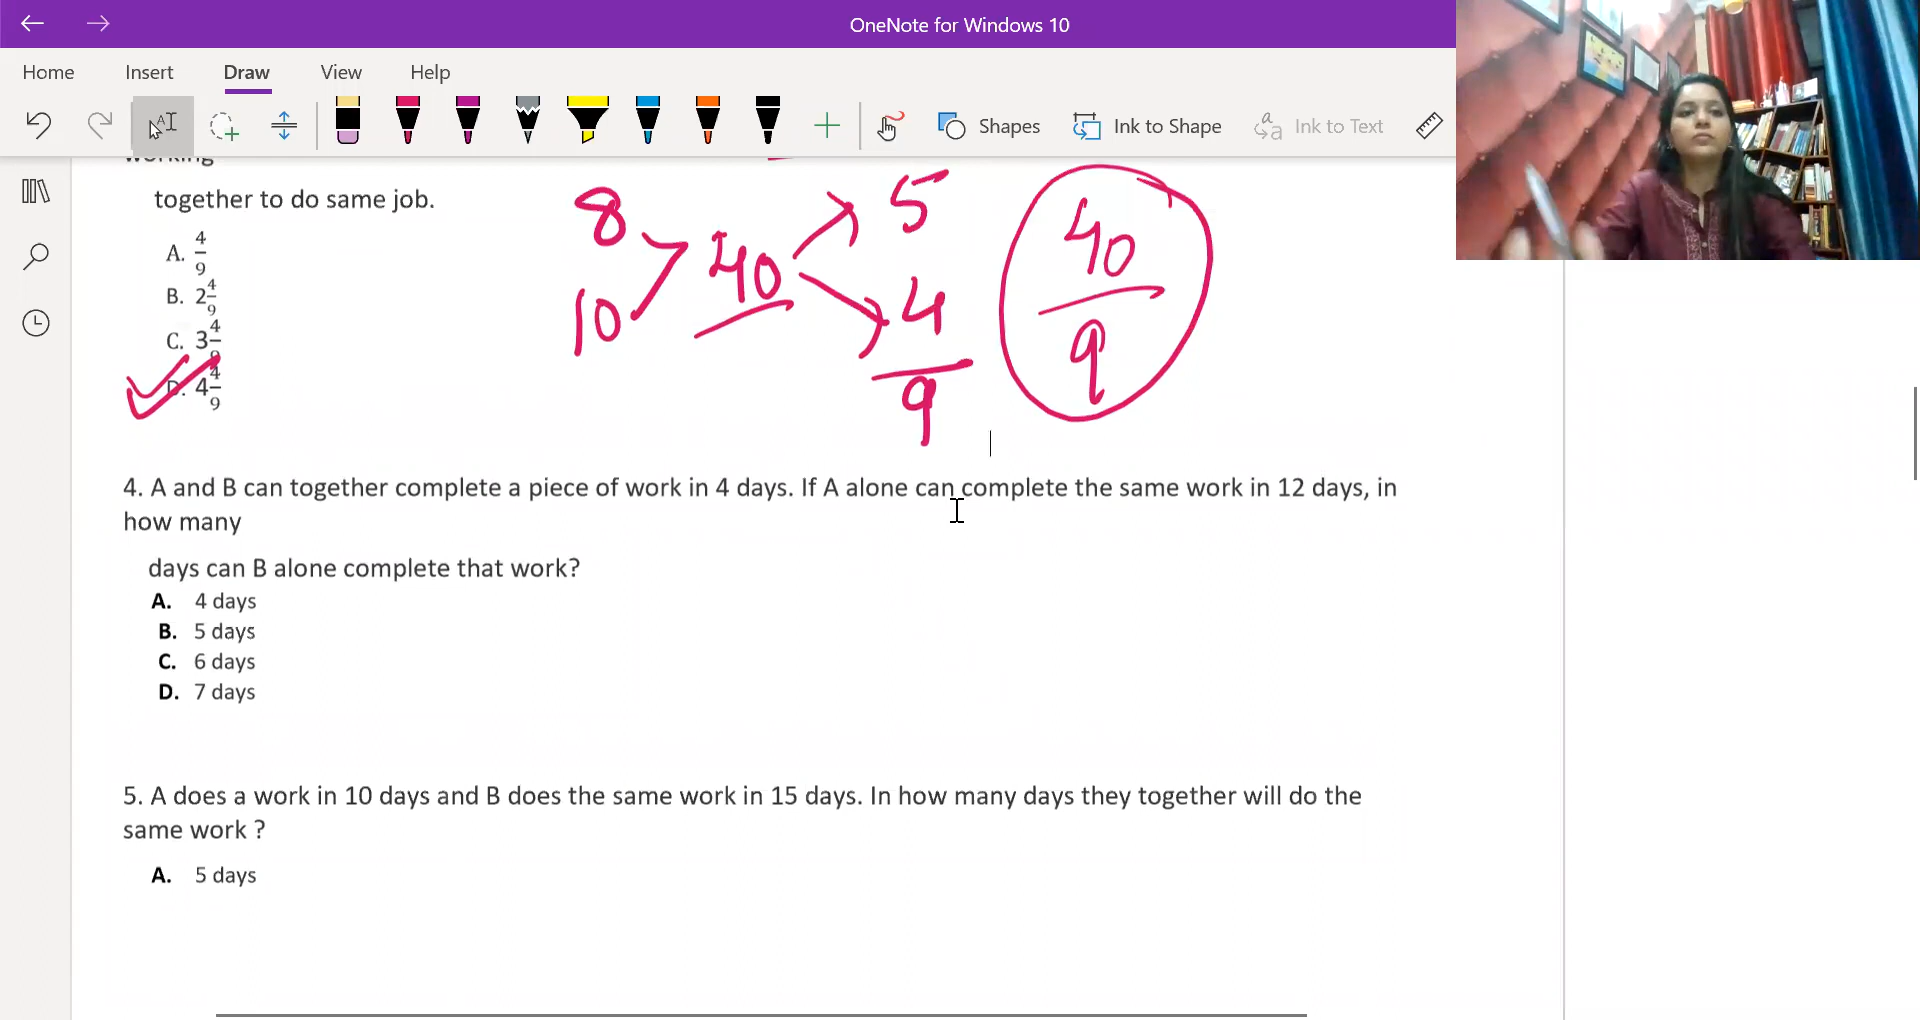 OneNote for Windows 10
Home Insert Draw View Help
Shapes Ink to Shape Ink to Text
working
together to do same job.
A. 4/9
B. 2 4/9
C. 3 4/9
D. 4 4/9
8
10
40
5
4
9
40
9
4. A and B can together complete a piece of work in 4 days. If A alone can complete the same work in 12 days, in
how many
days can B alone complete that work?
A. 4 days
B. 5 days
C. 6 days
D. 7 days
5. A does a work in 10 days and B does the same work in 15 days. In how many days they together will do the
same work ?
A. 5 days